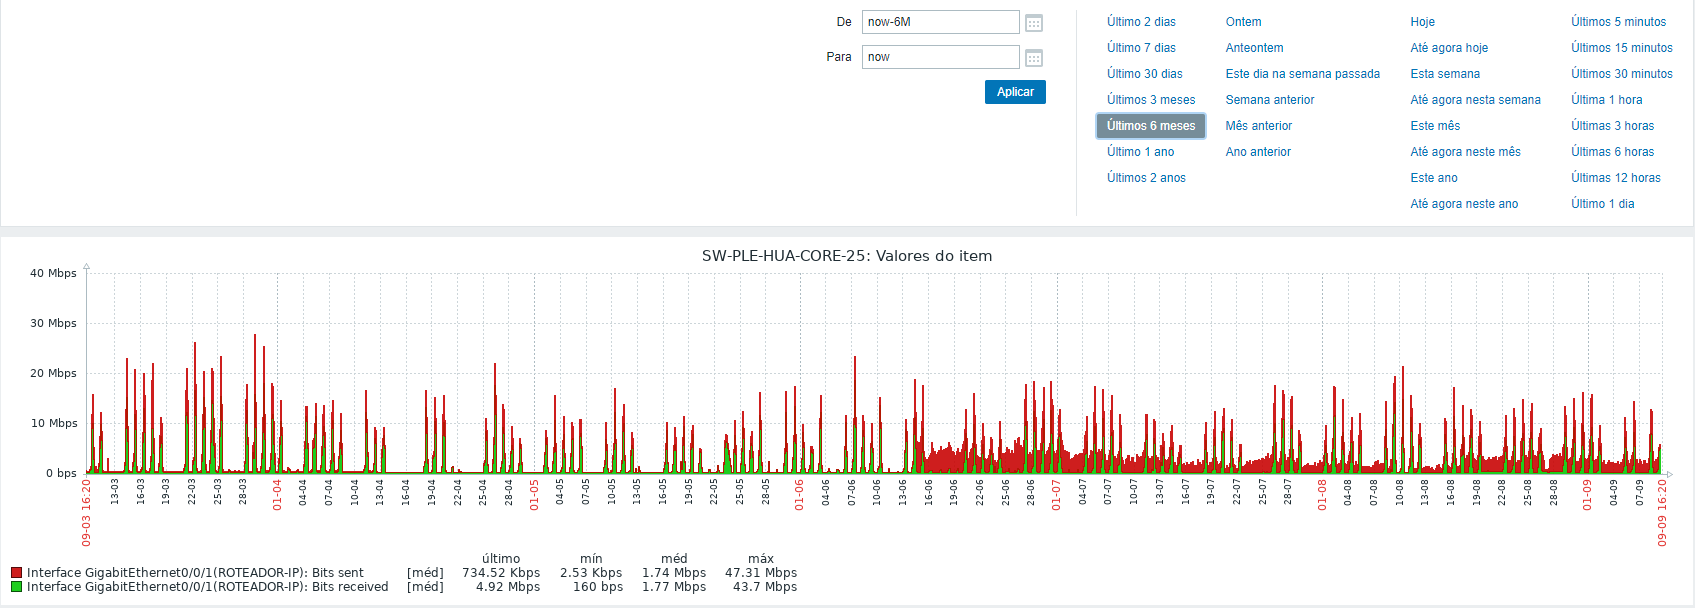 De now-6M
Para now
Aplicar
Último 2 dias Ontem Hoje Últimos 5 minutos
Último 7 dias Anteontem Até agora hoje Últimos 15 minutos
Último 30 dias Este dia na semana passada Esta semana Últimos 30 minutos
Últimos 3 meses Semana anterior Até agora nesta semana Última 1 hora
Últimos 6 meses Mês anterior Este mês Últimas 3 horas
Último 1 ano Ano anterior Até agora neste mês Últimas 6 horas
Últimos 2 anos Este ano Últimas 12 horas
Até agora neste ano Último 1 dia
SW-PLE-HUA-CORE-25: Valores do item
40 Mbps
30 Mbps
20 Mbps
10 Mbps
0 bps
09-03 16:20 13-03 16-03 19-03 22-03 25-03 28-03 01-04 04-04 07-04 10-04 13-04 16-04 19-04 22-04 25-04 28-04 01-05 04-05 07-05 10-05 13-05 16-05 19-05 22-05 25-05 28-05 01-06 04-06 07-06 10-06 13-06 16-06 19-06 22-06 25-06 28-06 01-07 04-07 07-07 10-07 13-07 16-07 19-07 22-07 25-07 28-07 01-08 04-08 07-08 10-08 13-08 16-08 19-08 22-08 25-08 28-08 01-09 04-09 07-09 09-09 16:20
último mín méd máx
Interface GigabitEthernet0/0/1(ROTEADOR-IP): Bits sent [méd] 734.52 Kbps 2.53 Kbps 1.74 Mbps 47.31 Mbps
Interface GigabitEthernet0/0/1(ROTEADOR-IP): Bits received [méd] 4.92 Mbps 160 bps 1.77 Mbps 43.7 Mbps